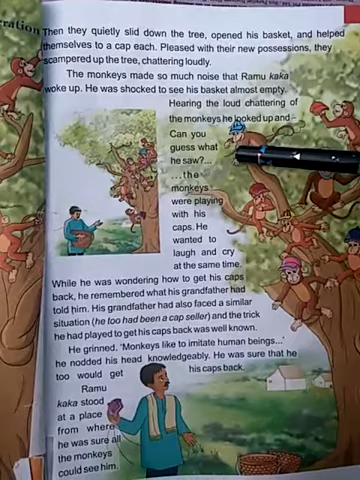 eration
Then they quietly slid down the tree, opened his basket, and helped
themselves to a cap each. Pleased with their new possessions, they
scampered up the tree, chattering loudly.
The monkeys made so much noise that Ramu kaka
woke up. He was shocked to see his basket almost empty.
Hearing the loud chattering of
the monkeys he looked up and –
Can you
guess what
he saw?...
...the
monkeys
were playing
with his
caps. He
wanted to
laugh and cry
at the same time.
While he was wondering how to get his caps
back, he remembered what his grandfather had
told him. His grandfather had also faced a similar
situation (he too had been a cap seller) and the trick
he had played to get his caps back was well known.
He grinned. 'Monkeys like to imitate human beings...'
he nodded his head knowledgeably. He was sure that he
too would get his caps back.
Ramu
kaka stood
at a place
from where
he was sure all
the monkeys
could see him.